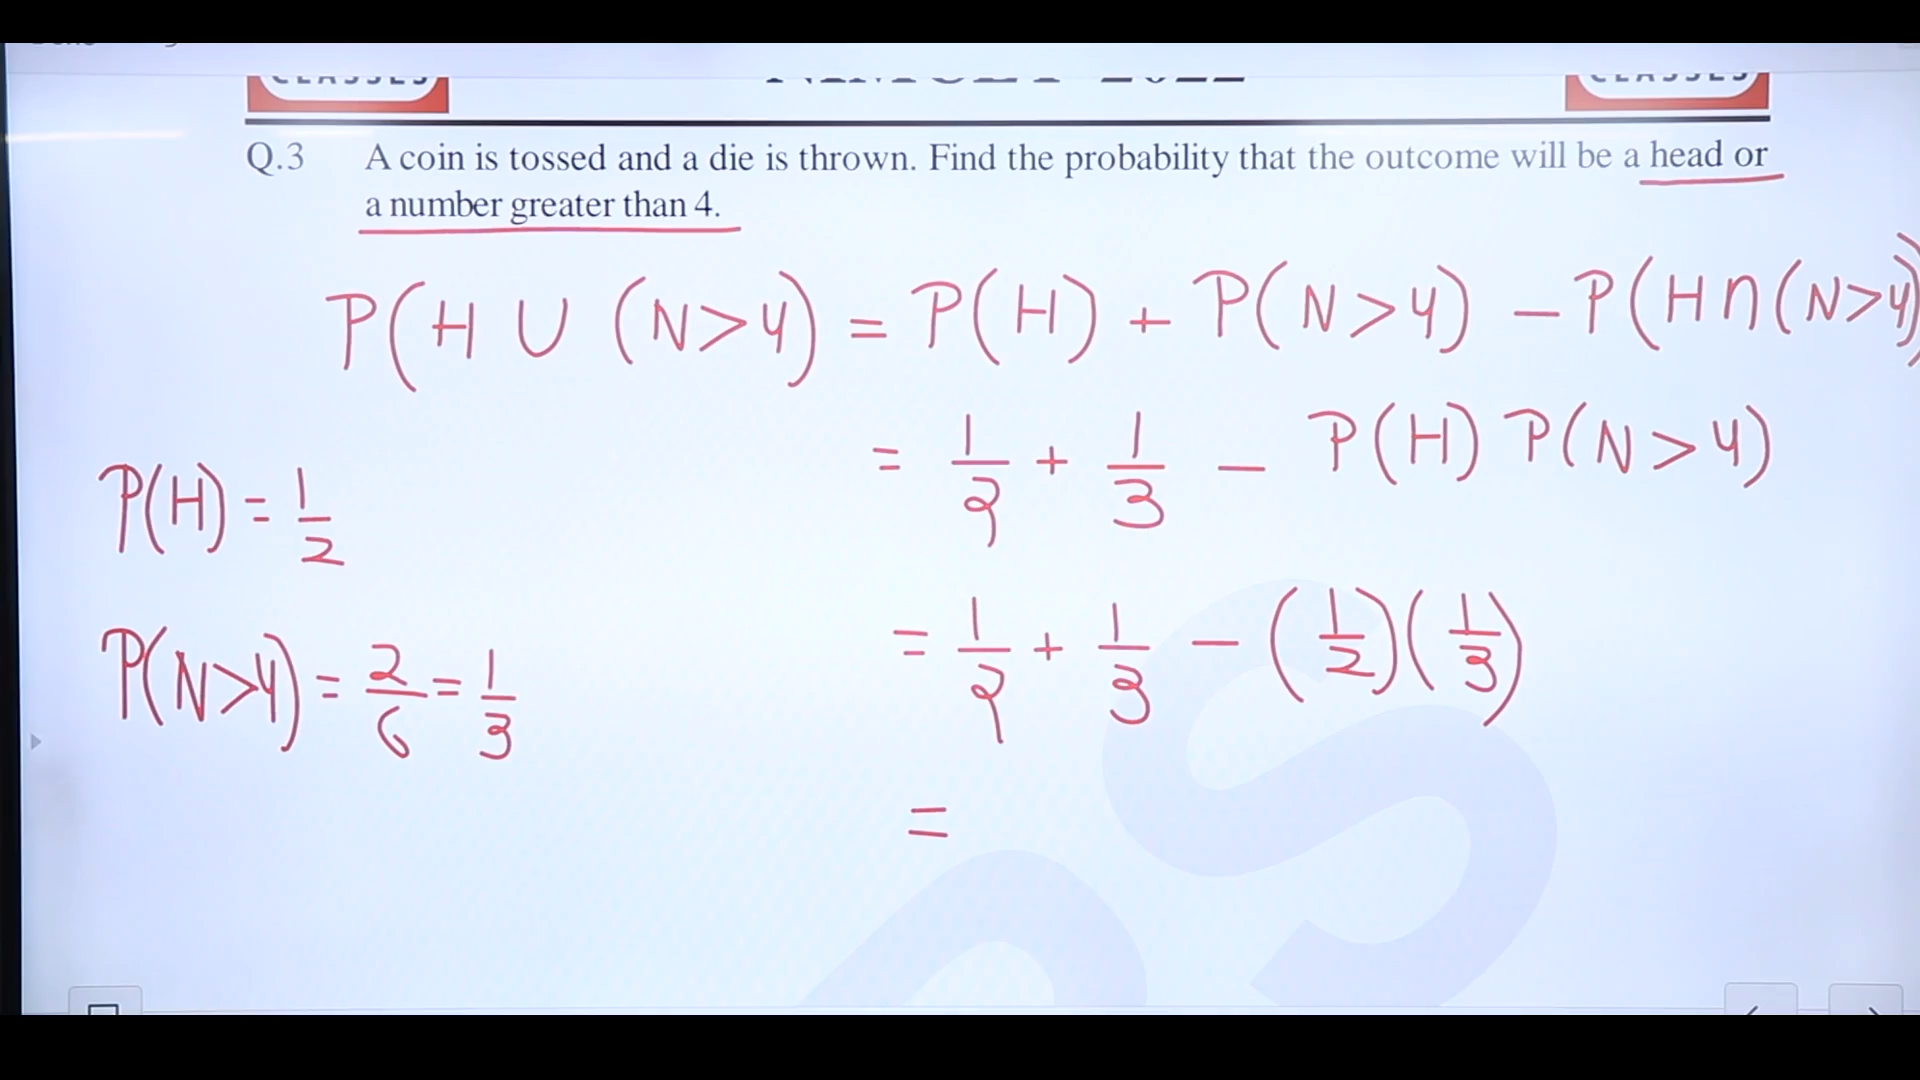 Q.3 A coin is tossed and a die is thrown. Find the probability that the outcome will be a head or
a number greater than 4.
P(H ∪ (N>4) = P(H) + P(N>4) - P(H∩(N>4)
= 1/2 + 1/3 - P(H) P(N>4)
P(H) = 1/2
= 1/2 + 1/3 - (1/2)(1/3)
P(N>4) = 2/6 = 1/3
=